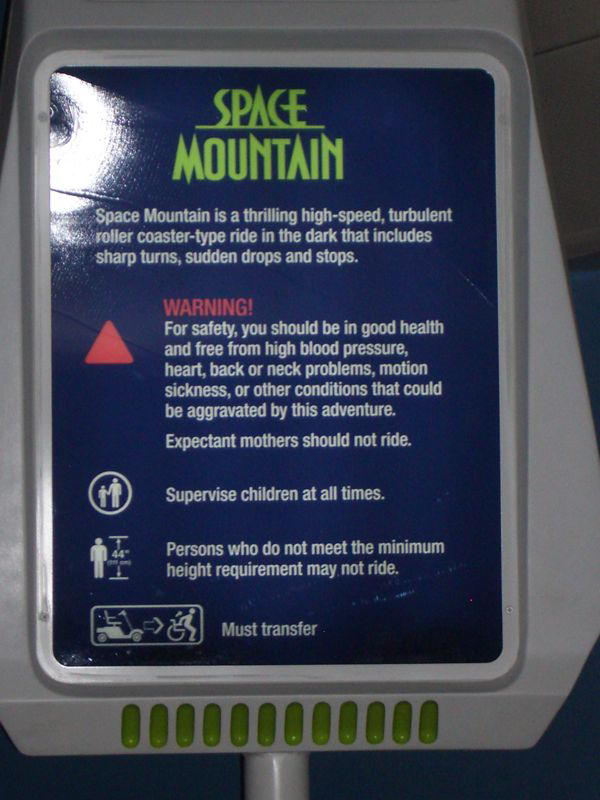 SPACE
MOUNTAIN
Space Mountain is a thrilling high-speed, turbulent
roller coaster-type ride in the dark that includes
sharp turns, sudden drops and stops.
WARNING!
For safety, you should be in good health
and free from high blood pressure,
heart, back or neck problems, motion
sickness, or other conditions that could
be aggravated by this adventure.
Expectant mothers should not ride.
Supervise children at all times.
44"
(111 cm)
Persons who do not meet the minimum
height requirement may not ride.
Must transfer